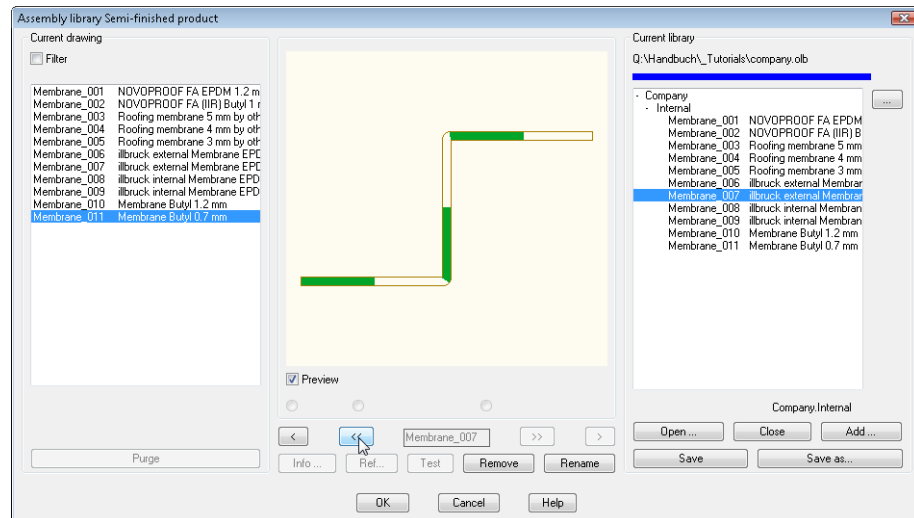 Assembly library Semi-finished product
Current drawing
Filter
Membrane_001 NOVOPROOF FA EPDM 1.2 m
Membrane_002 NOVOPROOF FA (IIR) Butyl 1 r
Membrane_003 Roofing membrane 5 mm by oth
Membrane_004 Roofing membrane 4 mm by oth
Membrane_005 Roofing membrane 3 mm by oth
Membrane_006 illbruck external Membrane EPD
Membrane_007 illbruck external Membrane EPD
Membrane_008 illbruck internal Membrane EPD
Membrane_009 illbruck internal Membrane EPD
Membrane_010 Membrane Butyl 1.2 mm
Membrane_011 Membrane Butyl 0.7 mm
Purge
Preview
< << Membrane_007 >> >
Info ... Ref... Test Remove Rename
Current library
Q:\Handbuch\_Tutorials\company.olb
...
- Company
- Internal
Membrane_001 NOVOPROOF FA EPDM
Membrane_002 NOVOPROOF FA (IIR) B
Membrane_003 Roofing membrane 5 mm
Membrane_004 Roofing membrane 4 mm
Membrane_005 Roofing membrane 3 mm
Membrane_006 illbruck external Membrar
Membrane_007 illbruck external Membrar
Membrane_008 illbruck internal Membran
Membrane_009 illbruck internal Membran
Membrane_010 Membrane Butyl 1.2 mm
Membrane_011 Membrane Butyl 0.7 mm
Company.Internal
Open ... Close Add ...
Save Save as...
OK Cancel Help